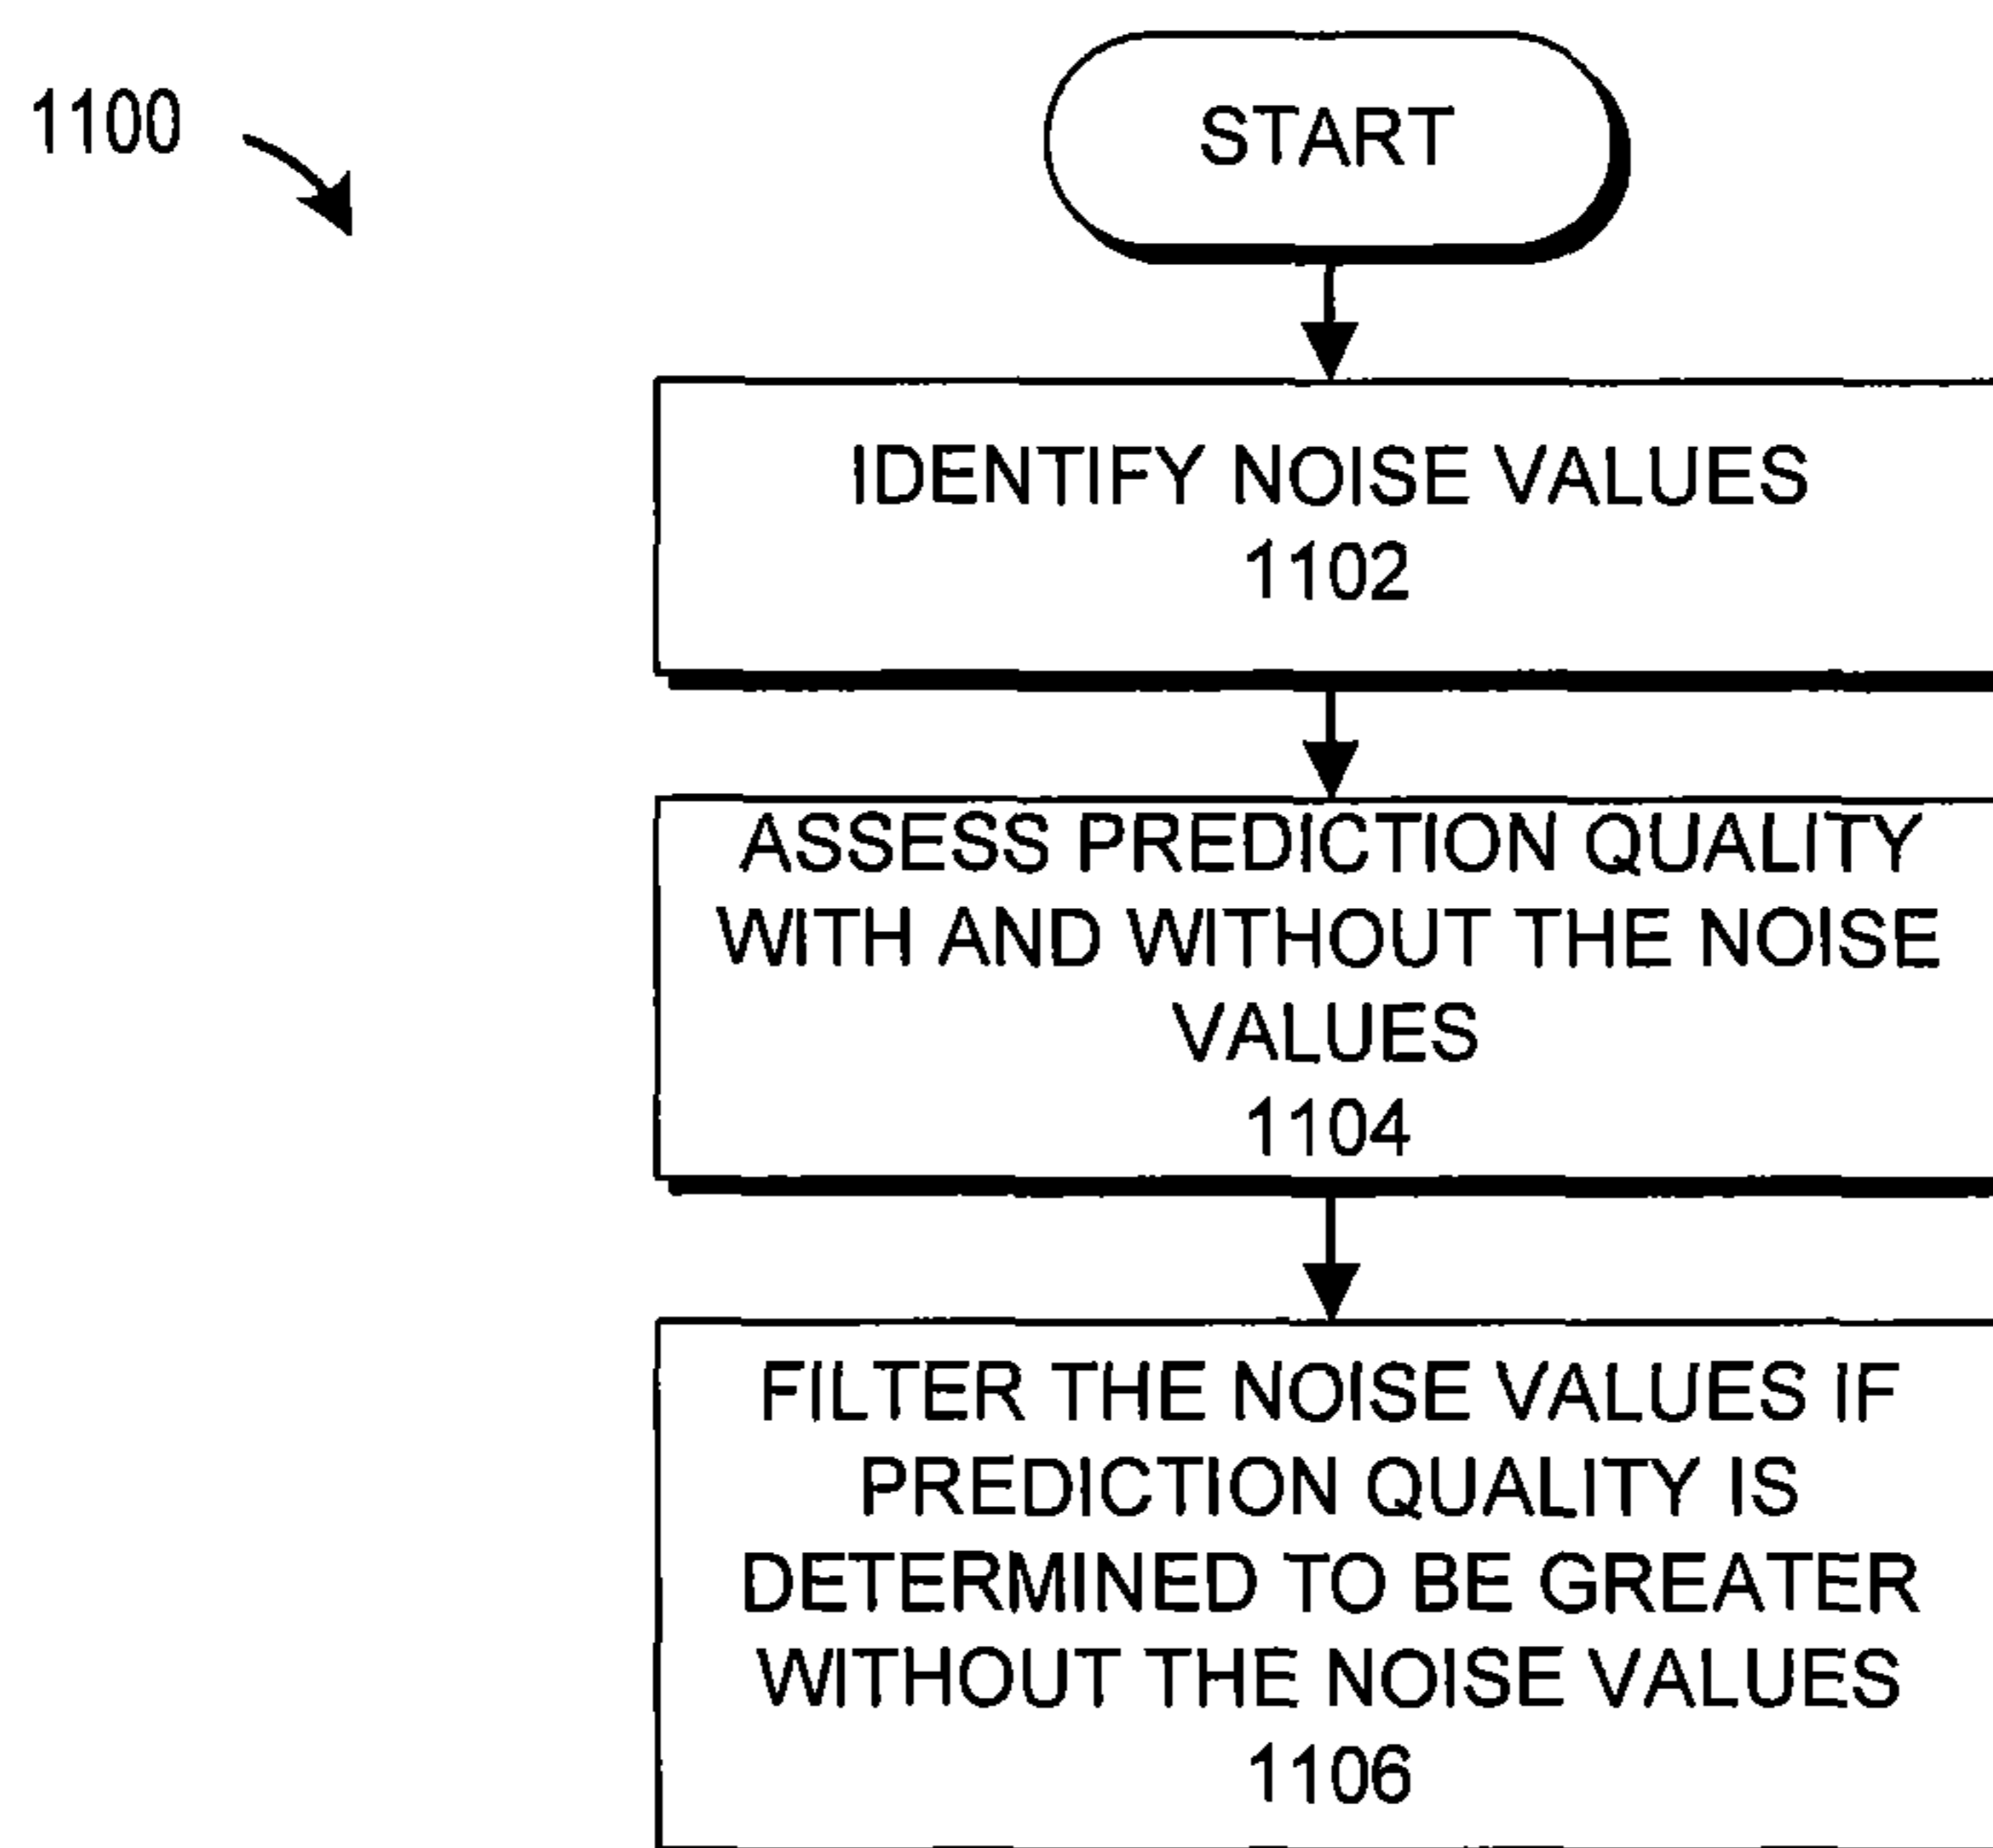 1100
START
IDENTIFY NOISE VALUES
1102
ASSESS PREDICTION QUALITY
WITH AND WITHOUT THE NOISE
VALUES
1104
FILTER THE NOISE VALUES IF
PREDICTION QUALITY IS
DETERMINED TO BE GREATER
WITHOUT THE NOISE VALUES
1106